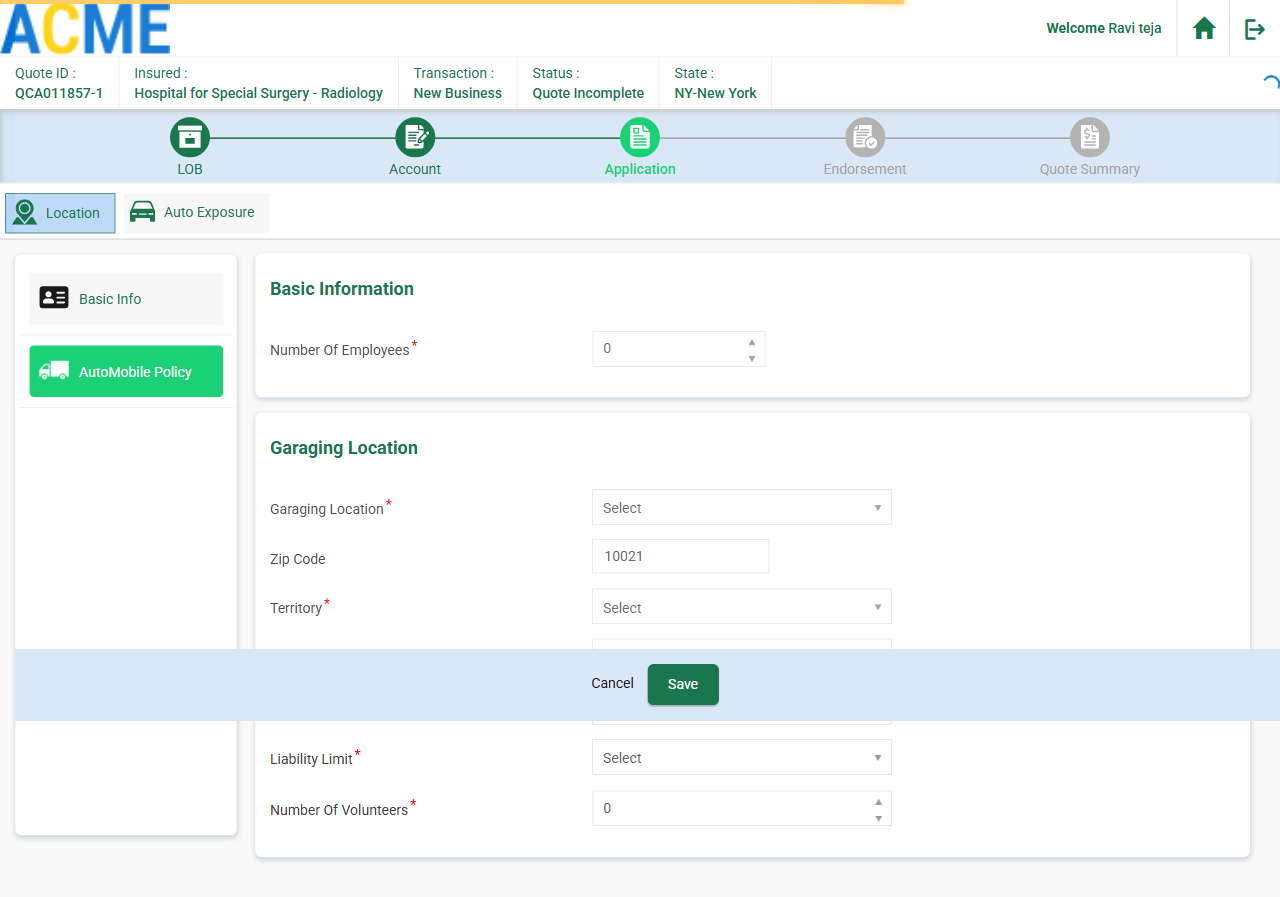 ACME
Welcome Ravi teja
Quote ID :
QCA011857-1
Insured :
Hospital for Special Surgery - Radiology
Transaction :
New Business
Status :
Quote Incomplete
State :
NY-New York
LOB
Account
Application
Endorsement
Quote Summary
Location
Auto Exposure
Basic Info
AutoMobile Policy
Basic Information
Number Of Employees*
0
Garaging Location
Garaging Location*
Select
Zip Code
10021
Territory*
Select
Cancel
Save
Liability Limit*
Select
Number Of Volunteers*
0